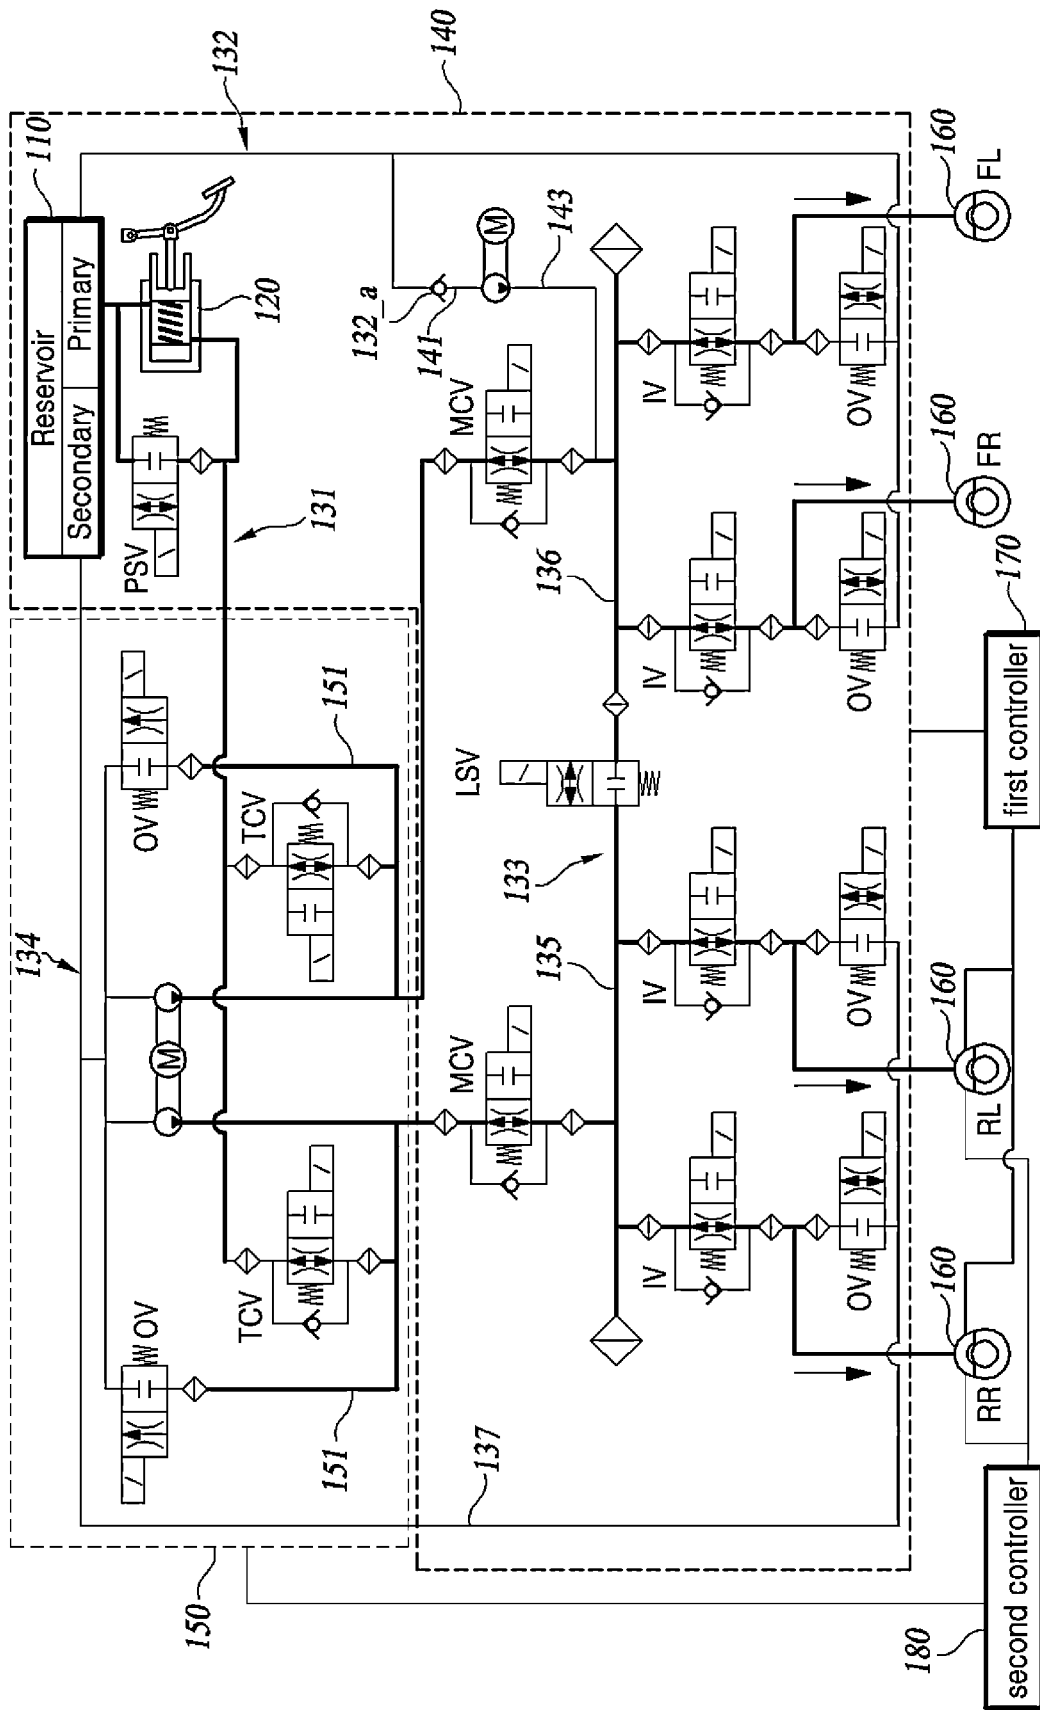 110
132
140
Reservoir
Secondary
Primary
120
PSV
131
134
OV
OV
M
151
151
TCV
TCV
150
132_a
141
M
143
MCV
MCV
LSV
133
135
136
137
IV
IV
IV
IV
OV
OV
OV
OV
160
FL
160
FR
160
RL
160
RR
170
first controller
180
second controller